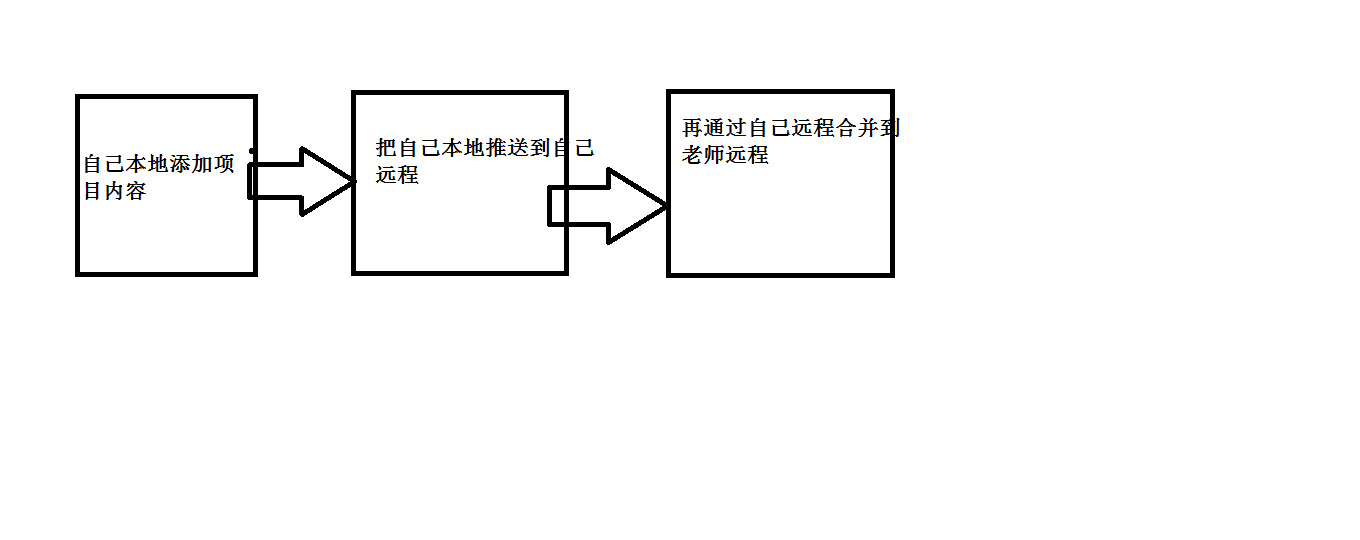 自己本地添加项
目内容
把自己本地推送到自己
远程
再通过自己远程合并到
老师远程